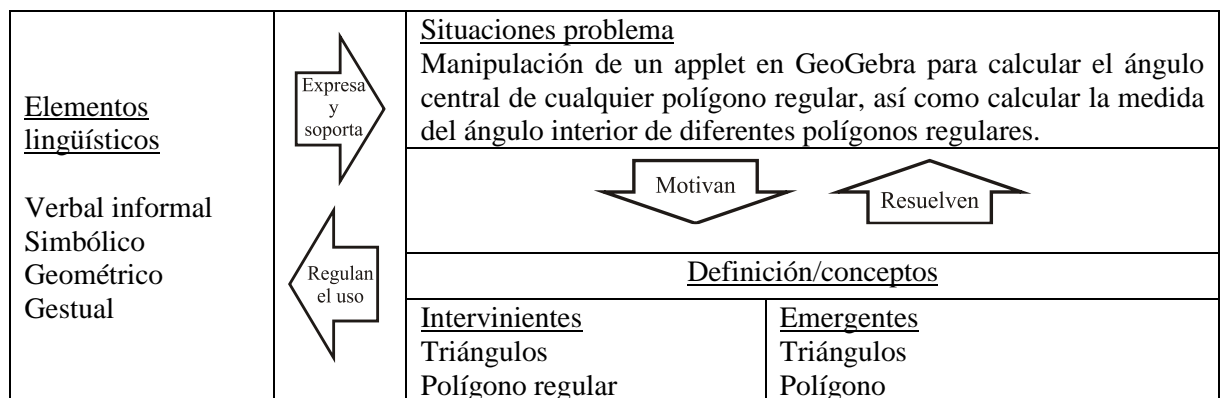 Elementos
lingüísticos
Verbal informal
Simbólico
Geométrico
Gestual
Expresa
y
soporta
Regulan
el uso
Situaciones problema
Manipulación de un applet en GeoGebra para calcular el ángulo
central de cualquier polígono regular, así como calcular la medida
del ángulo interior de diferentes polígonos regulares.
Motivan
Resuelven
Definición/conceptos
Intervinientes
Triángulos
Polígono regular
Emergentes
Triángulos
Polígono